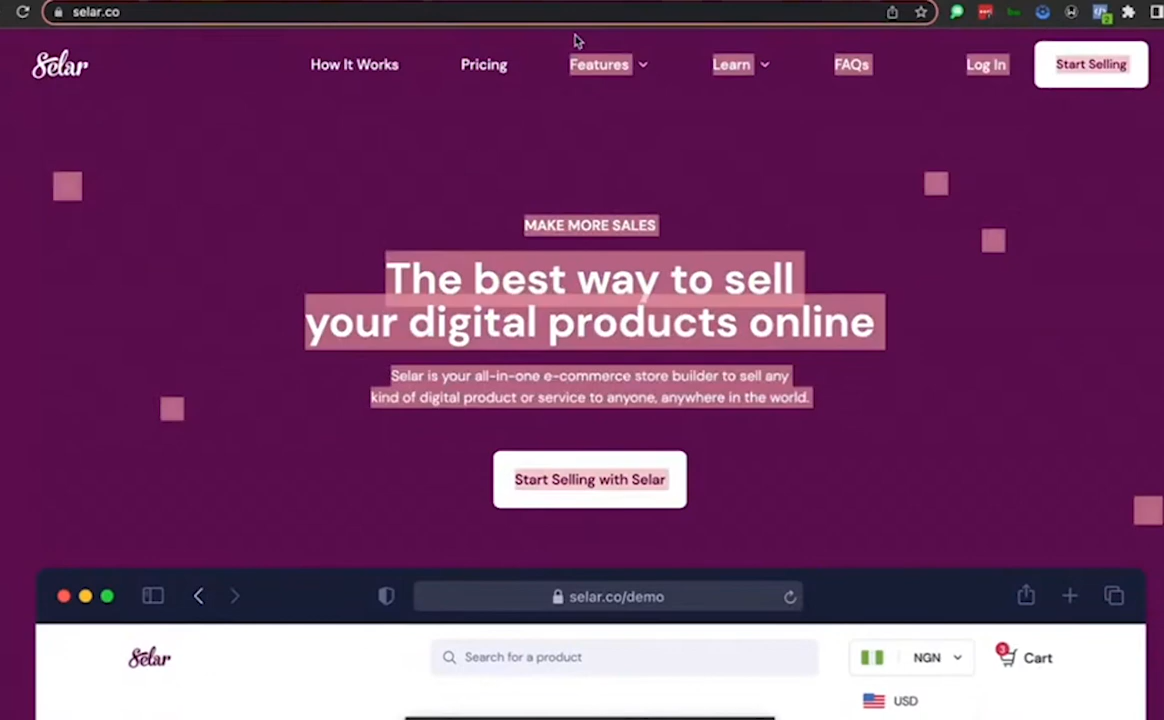 selar.co
Selar
How It Works
Pricing
Features
Learn
FAQs
Log In
Start Selling
MAKE MORE SALES
The best way to sell
your digital products online
Selar is your all-in-one e-commerce store builder to sell any
kind of digital product or service to anyone, anywhere in the world.
Start Selling with Selar
selar.co/demo
Selar
Search for a product
NGN
3
Cart
USD